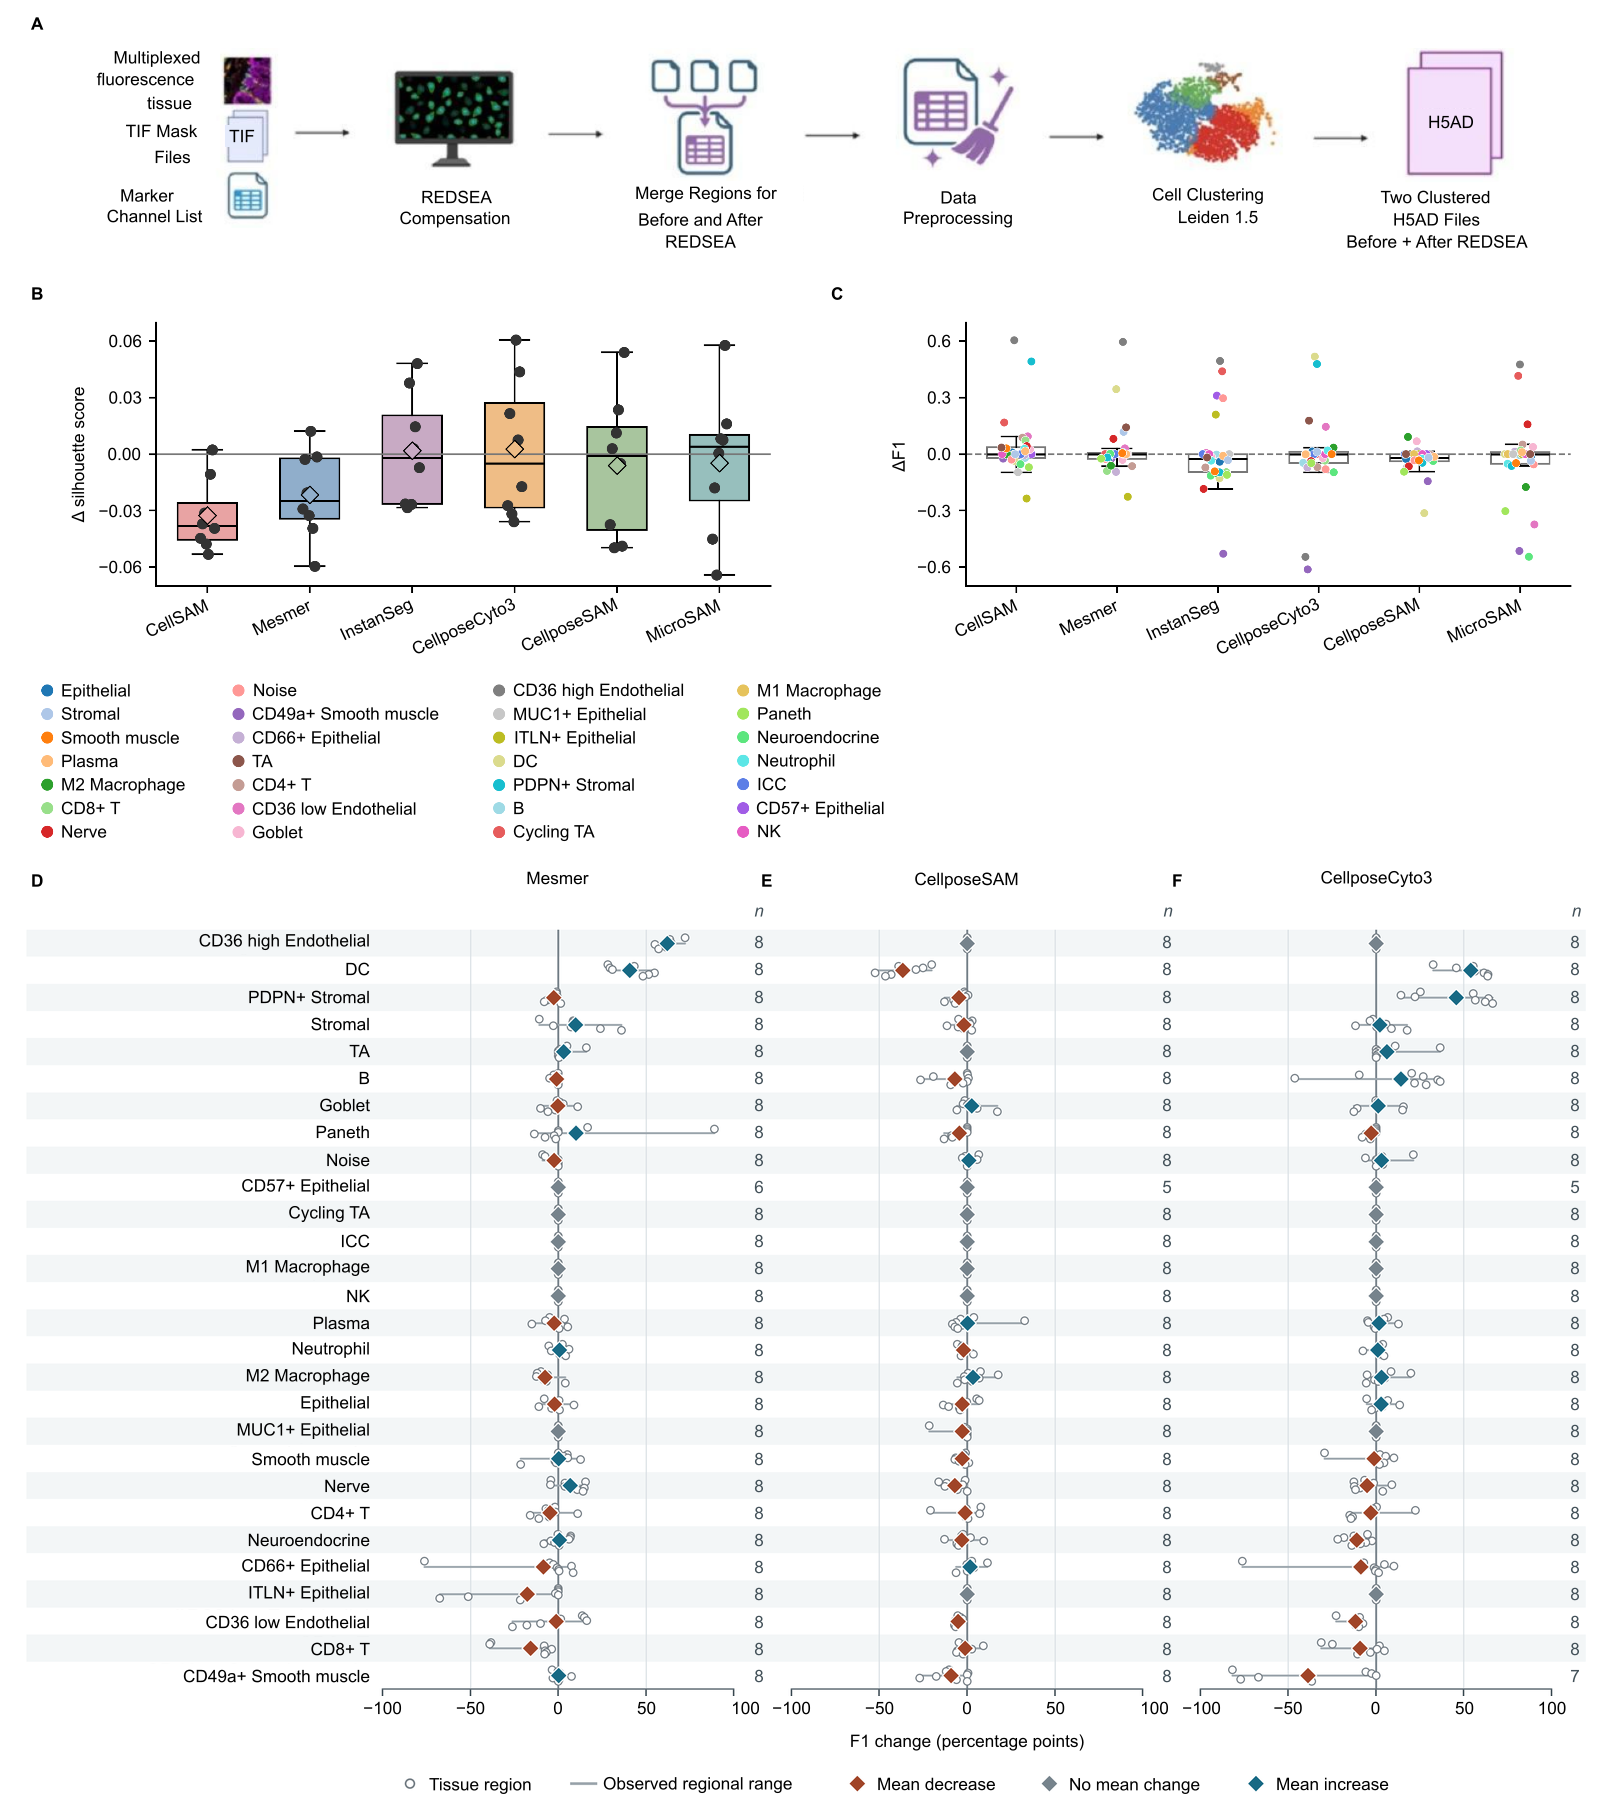 A
Multiplexed
fluorescence
tissue
TIF Mask
Files
TIF
Marker
Channel List
REDSEA
Compensation
Merge Regions for
Before and After
REDSEA
Data
Preprocessing
Cell Clustering
Leiden 1.5
H5AD
Two Clustered
H5AD Files
Before + After REDSEA
B
Δ silhouette score
0.06
0.03
0.00
−0.03
−0.06
CellSAM
Mesmer
InstanSeg
CellposeCyto3
CellposeSAM
MicroSAM
C
ΔF1
0.6
0.3
0.0
−0.3
−0.6
CellSAM
Mesmer
InstanSeg
CellposeCyto3
CellposeSAM
MicroSAM
Epithelial
Stromal
Smooth muscle
Plasma
M2 Macrophage
CD8+ T
Nerve
Noise
CD49a+ Smooth muscle
CD66+ Epithelial
TA
CD4+ T
CD36 low Endothelial
Goblet
CD36 high Endothelial
MUC1+ Epithelial
ITLN+ Epithelial
DC
PDPN+ Stromal
B
Cycling TA
M1 Macrophage
Paneth
Neuroendocrine
Neutrophil
ICC
CD57+ Epithelial
NK
D Mesmer E CellposeSAM F CellposeCyto3
n n n
CD36 high Endothelial 8 8 8
DC 8 8 8
PDPN+ Stromal 8 8 8
Stromal 8 8 8
TA 8 8 8
B 8 8 8
Goblet 8 8 8
Paneth 8 8 8
Noise 8 8 8
CD57+ Epithelial 6 5 5
Cycling TA 8 8 8
ICC 8 8 8
M1 Macrophage 8 8 8
NK 8 8 8
Plasma 8 8 8
Neutrophil 8 8 8
M2 Macrophage 8 8 8
Epithelial 8 8 8
MUC1+ Epithelial 8 8 8
Smooth muscle 8 8 8
Nerve 8 8 8
CD4+ T 8 8 8
Neuroendocrine 8 8 8
CD66+ Epithelial 8 8 8
ITLN+ Epithelial 8 8 8
CD36 low Endothelial 8 8 8
CD8+ T 8 8 8
CD49a+ Smooth muscle 8 8 7
−100 −50 0 50 100 −100 −50 0 50 100 −100 −50 0 50 100
F1 change (percentage points)
Tissue region Observed regional range Mean decrease No mean change Mean increase